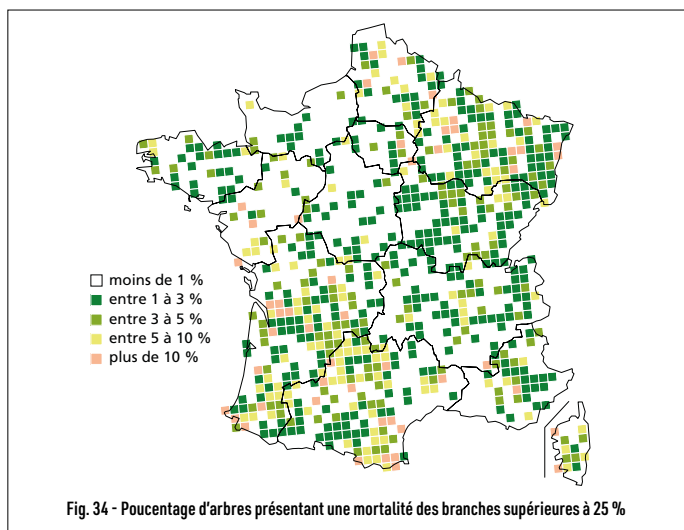 moins de 1 %
entre 1 à 3 %
entre 3 à 5 %
entre 5 à 10 %
plus de 10 %
Fig. 34 - Poucentage d'arbres présentant une mortalité des branches supérieures à 25 %